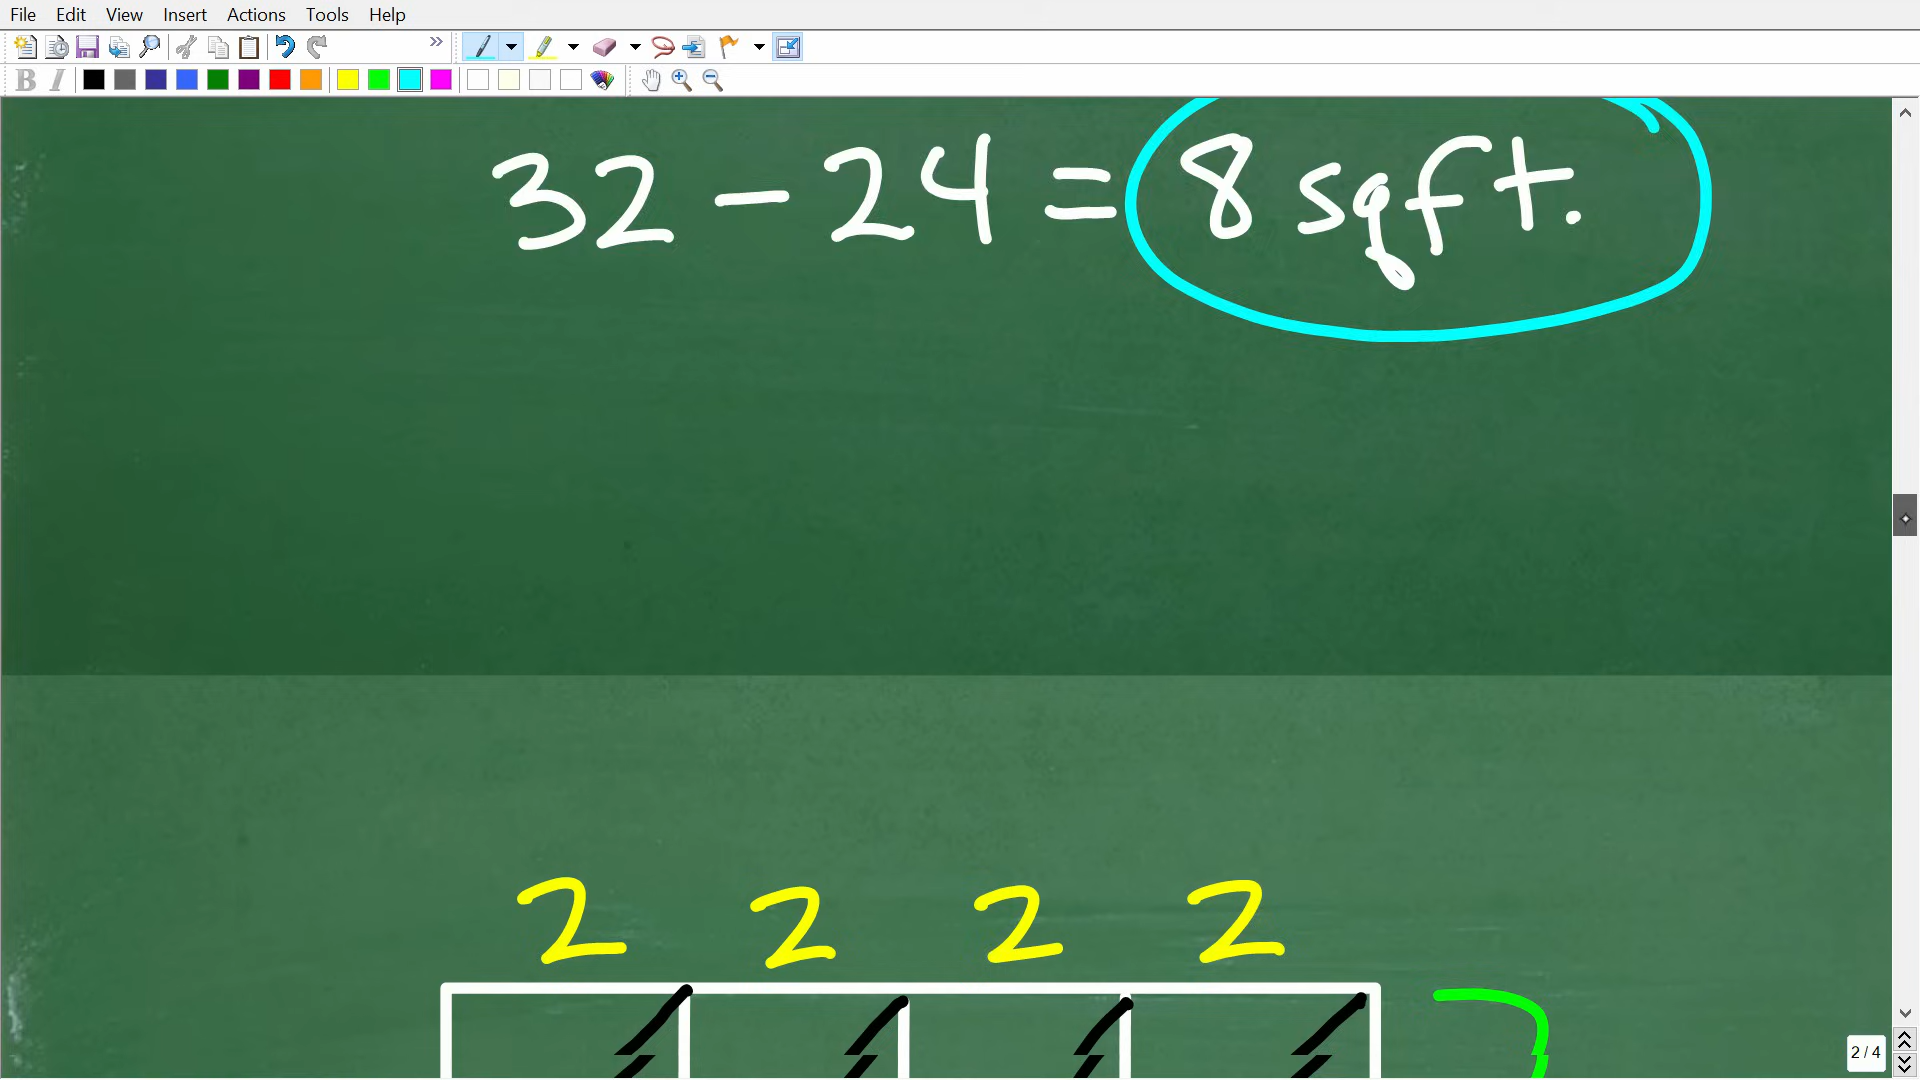 File Edit View Insert Actions Tools Help
B I
32 - 24 = 8 sqft.
2 2 2 2
2 / 4